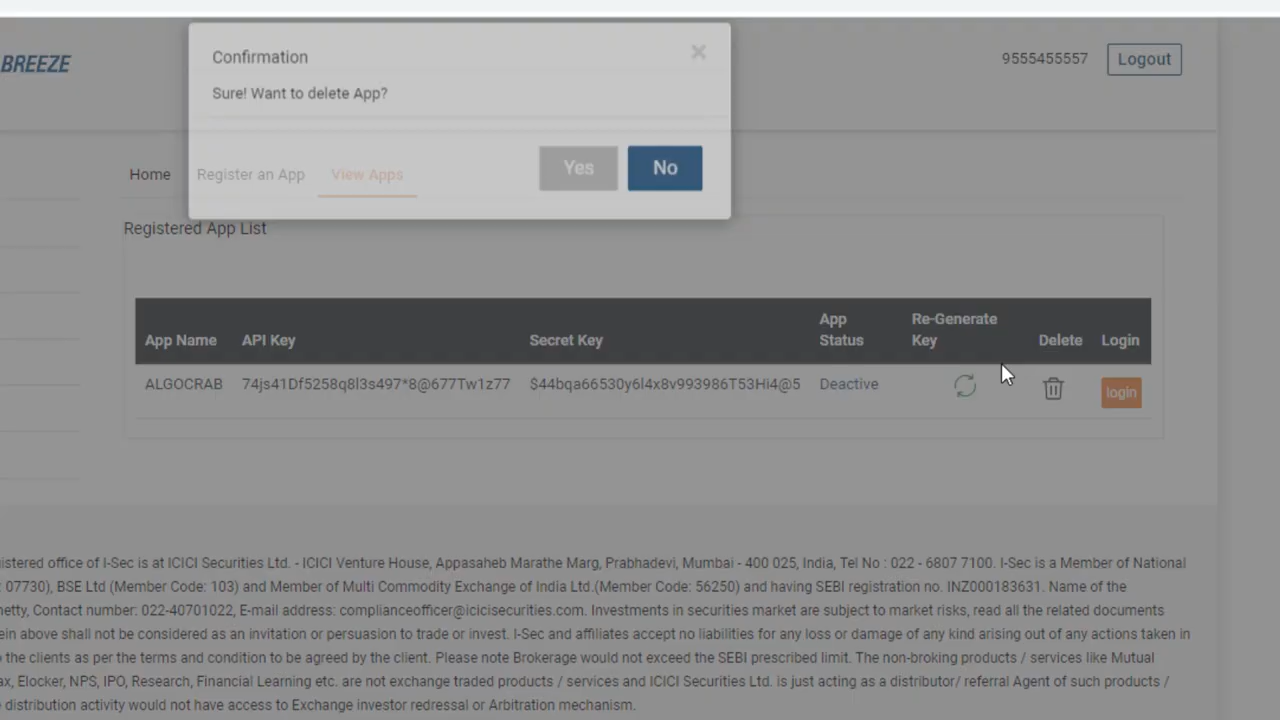 BREEZE
9555455557
Logout
Confirmation
Sure! Want to delete App?
Yes
No
Home
Register an App
View Apps
Registered App List
App Name
API Key
Secret Key
App Status
Re-Generate Key
Delete
Login
ALGOCRAB
74js41Df5258q8l3s497*8@677Tw1z77
$44bqa66530y6l4x8v993986T53Hi4@5
Deactive
login
istered office of I-Sec is at ICICI Securities Ltd. - ICICI Venture House, Appasaheb Marathe Marg, Prabhadevi, Mumbai - 400 025, India, Tel No : 022 - 6807 7100. I-Sec is a Member of National
: 07730), BSE Ltd (Member Code: 103) and Member of Multi Commodity Exchange of India Ltd.(Member Code: 56250) and having SEBI registration no. INZ000183631. Name of the
hetty, Contact number: 022-40701022, E-mail address: complianceofficer@icicisecurities.com. Investments in securities market are subject to market risks, read all the related documents
ein above shall not be considered as an invitation or persuasion to trade or invest. I-Sec and affiliates accept no liabilities for any loss or damage of any kind arising out of any actions taken in
the clients as per the terms and condition to be agreed by the client. Please note Brokerage would not exceed the SEBI prescribed limit. The non-broking products / services like Mutual
ax, Elocker, NPS, IPO, Research, Financial Learning etc. are not exchange traded products / services and ICICI Securities Ltd. is just acting as a distributor/ referral Agent of such products /
distribution activity would not have access to Exchange investor redressal or Arbitration mechanism.